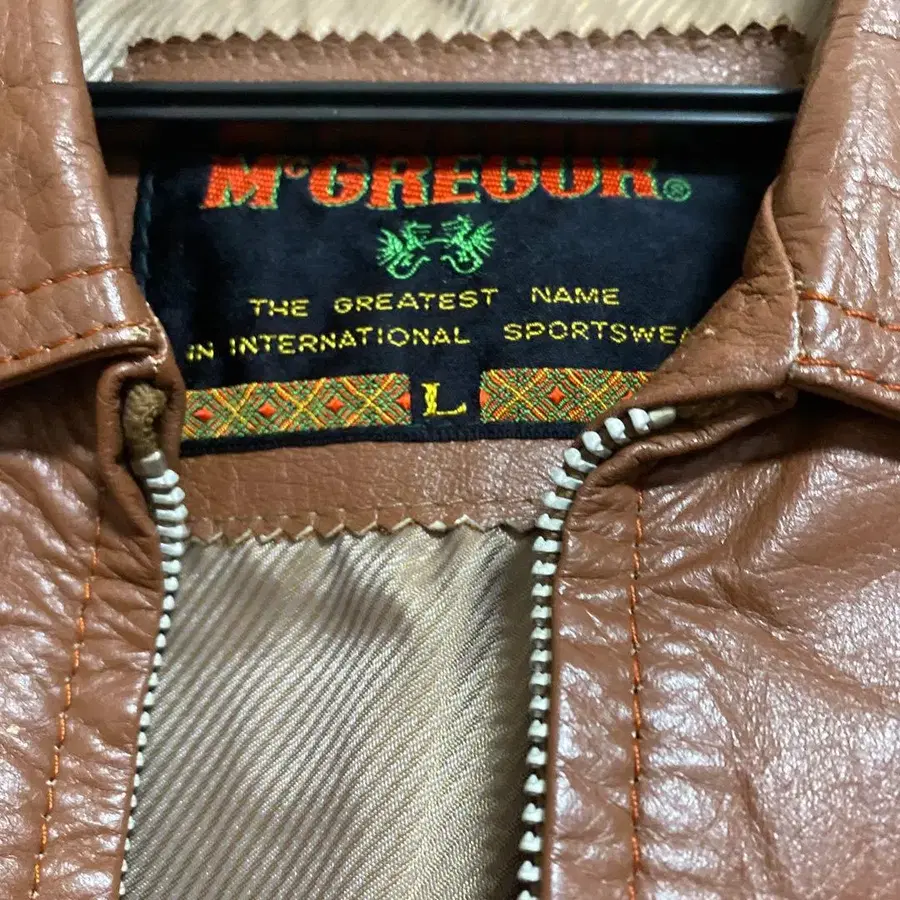 McGREGOR®
THE GREATEST NAME
IN INTERNATIONAL SPORTSWEA
L